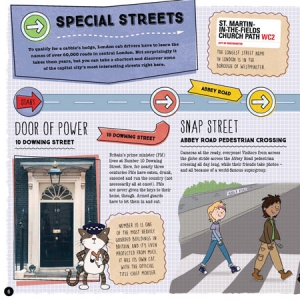 SPECIAL STREETS
To qualify for a cabbie's badge, London cab drivers have to learn the
names of over 60,000 roads in central London. Not surprisingly it
takes them years, but you can take a shortcut and discover some
of the capital city's most interesting streets right here.
ST. MARTIN-
IN-THE-FIELDS
CHURCH PATH WC2
CITY OF WESTMINSTER
THE LONGEST STREET NAME
IN LONDON IS IN THE
BOROUGH OF WESTMINSTER.
START
ABBEY ROAD
DOOR OF POWER
10 DOWNING STREET
10 DOWNING STREET
Britain's prime minister (PM)
lives at Number 10 Downing
Street. Here, for nearly three
centuries PMs have eaten, drunk,
snoozed and run the country (not
necessarily all at once!). PMs
are never given the keys to their
home, though. Armed guards
have to let them in and out.
NUMBER 10 IS ONE
OF THE MOST HEAVILY
GUARDED BUILDINGS IN
BRITAIN AND IT'S EVEN
PROTECTED FROM MICE.
IT HAS ITS OWN CAT
WITH THE OFFICIAL
TITLE CHIEF MOUSER.
SNAP STREET
ABBEY ROAD PEDESTRIAN CROSSING
Cameras at the ready, everyone! Visitors from across
the globe stride across the Abbey Road pedestrian
crossing all day long, while their friends take photos –
and all because of a world-famous supergroup.